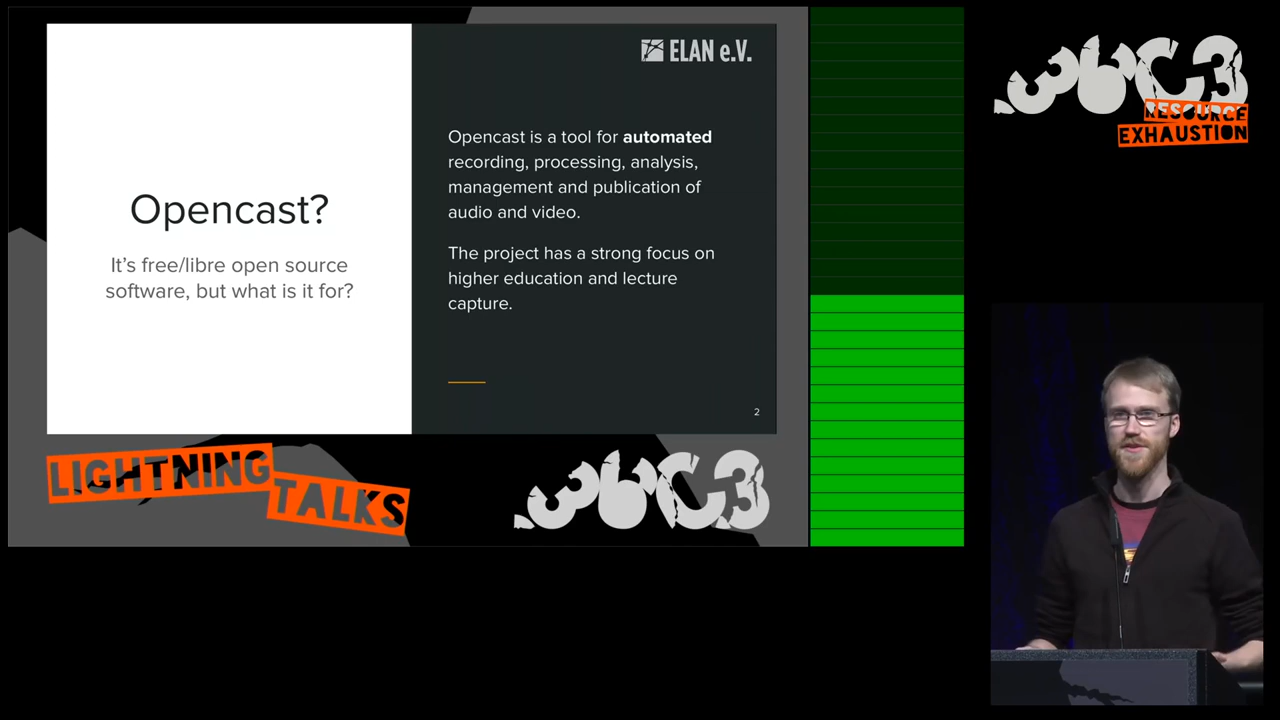 Opencast?
It's free/libre open source
software, but what is it for?
ELAN e.V.
Opencast is a tool for automated
recording, processing, analysis,
management and publication of
audio and video.
The project has a strong focus on
higher education and lecture
capture.
2
LIGHTNING
TALKS
36C3
36C3
RESOURCE
EXHAUSTION